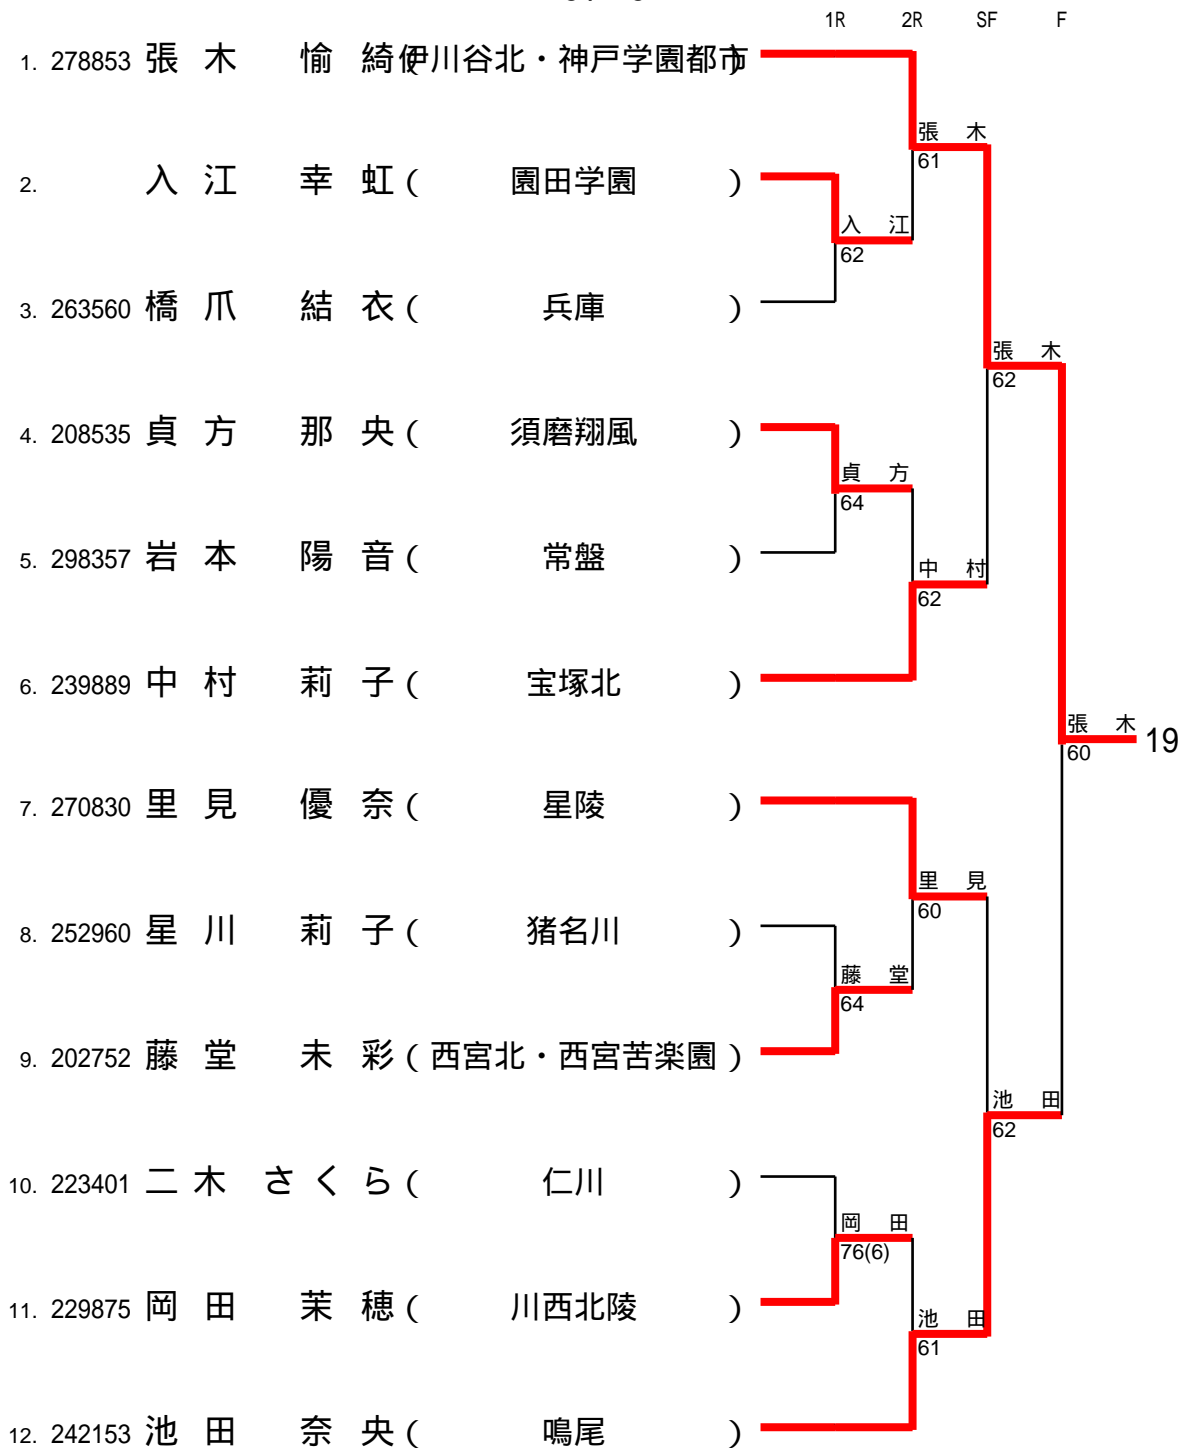 1R 2R SF F
1. 278853 張木 愉綺(伊川谷北・神戸学園都市)
張木
61
2. 入江 幸虹(園田学園)
入江
62
3. 263560 橋爪 結衣(兵庫)
張木
62
4. 208535 貞方 那央(須磨翔風)
貞方
64
5. 298357 岩本 陽音(常盤)
中村
62
6. 239889 中村 莉子(宝塚北)
張木
60
19
7. 270830 里見 優奈(星陵)
里見
60
8. 252960 星川 莉子(猪名川)
藤堂
64
9. 202752 藤堂 未彩(西宮北・西宮苦楽園)
池田
62
10. 223401 二木 さくら(仁川)
岡田
76(6)
11. 229875 岡田 茉穂(川西北陵)
池田
61
12. 242153 池田 奈央(鳴尾)